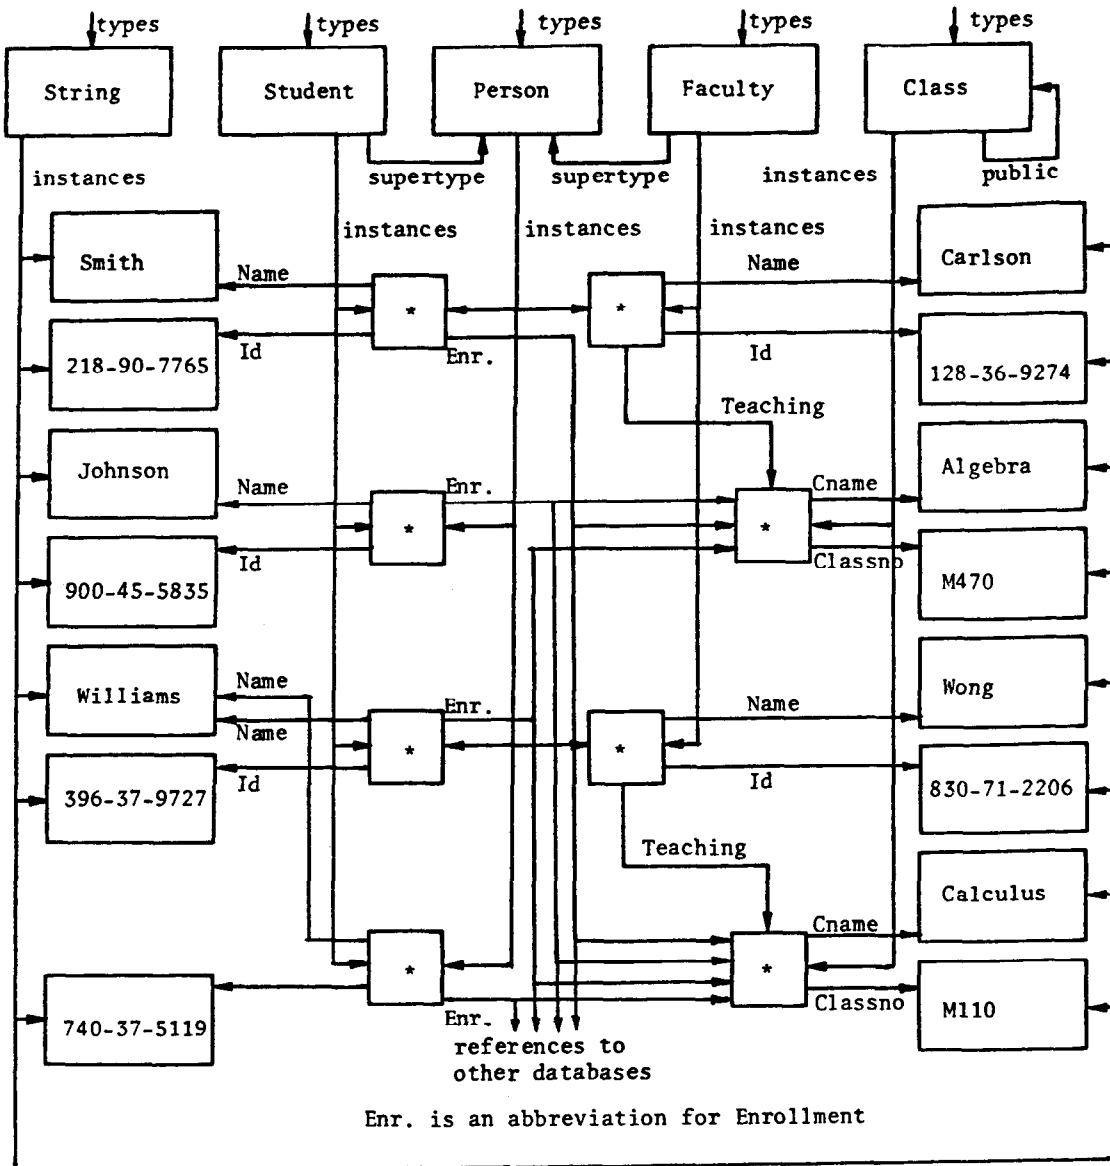 types types types types types
String Student Person Faculty Class
supertype supertype public
instances instances
instances instances instances
Smith Name * * Name Carlson
218-90-7765 Id Enr. Id 128-36-9274
Teaching
Johnson Name Enr. Cname Algebra
* *
900-45-5835 Id Classno M470
Williams Name Enr. Name Wong
Name * *
396-37-9727 Id Id 830-71-2206
Teaching
Calculus
Cname
* *
740-37-5119 Enr. Classno M110
references to
other databases
Enr. is an abbreviation for Enrollment